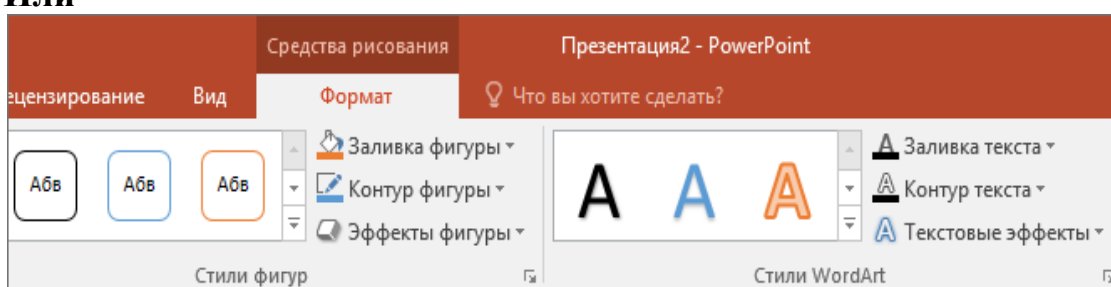 Или
Средства рисования Презентация2 - PowerPoint
ецензирование Вид Формат Что вы хотите сделать?
Абв Абв Абв Заливка фигуры A A A Заливка текста
Контур фигуры Контур текста
Эффекты фигуры Текстовые эффекты
Стили фигур Стили WordArt